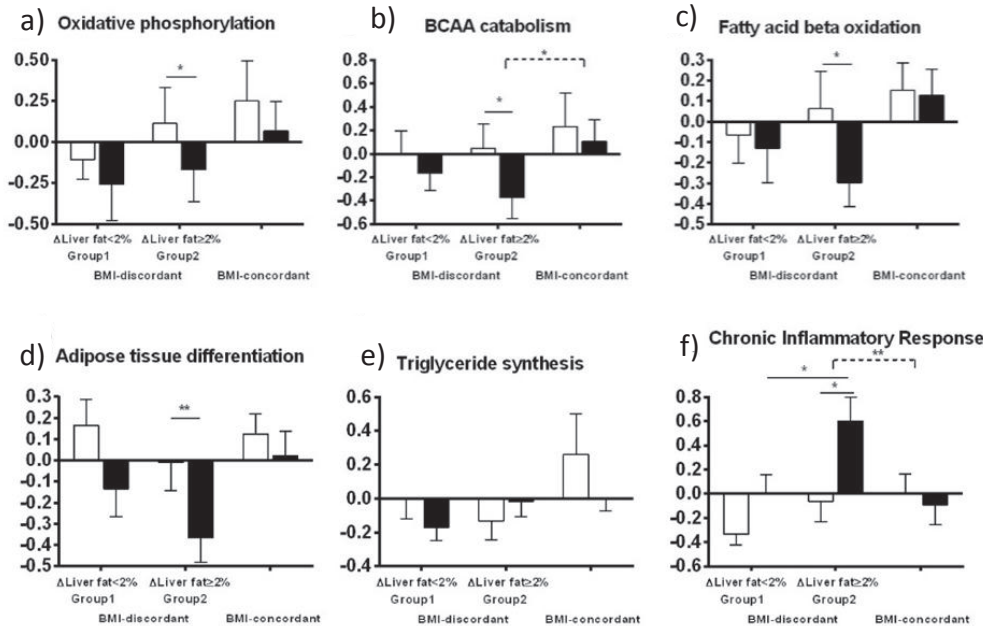 a) Oxidative phosphorylation
0.50
*
0.25
0.00
-0.25
-0.50
ΔLiver fat<2% ΔLiver fat≥2%
Group1 Group2
BMI-discordant BMI-concordant
b) BCAA catabolism
0.6
*
0.4
*
0.2
0.0
-0.2
-0.4
-0.6
ΔLiver fat<2% ΔLiver fat≥2%
Group1 Group2
BMI-discordant BMI-concordant
c) Fatty acid beta oxidation
0.3
*
0.2
0.1
0.0
-0.1
-0.2
-0.3
-0.4
-0.5
ΔLiver fat<2% ΔLiver fat≥2%
Group1 Group2
BMI-discordant BMI-concordant
d) Adipose tissue differentiation
0.3
**
0.2
0.1
0.0
-0.1
-0.2
-0.3
-0.4
-0.5
ΔLiver fat<2% ΔLiver fat≥2%
Group1 Group2
BMI-discordant BMI-concordant
e) Triglyceride synthesis
0.6
0.4
0.2
0.0
-0.2
-0.4
ΔLiver fat<2% ΔLiver fat≥2%
Group1 Group2
BMI-discordant BMI-concordant
f) Chronic Inflammatory Response
**
*
*
0.8
0.6
0.4
0.2
0.0
-0.2
-0.4
-0.6
ΔLiver fat<2% ΔLiver fat≥2%
Group1 Group2
BMI-discordant BMI-concordant